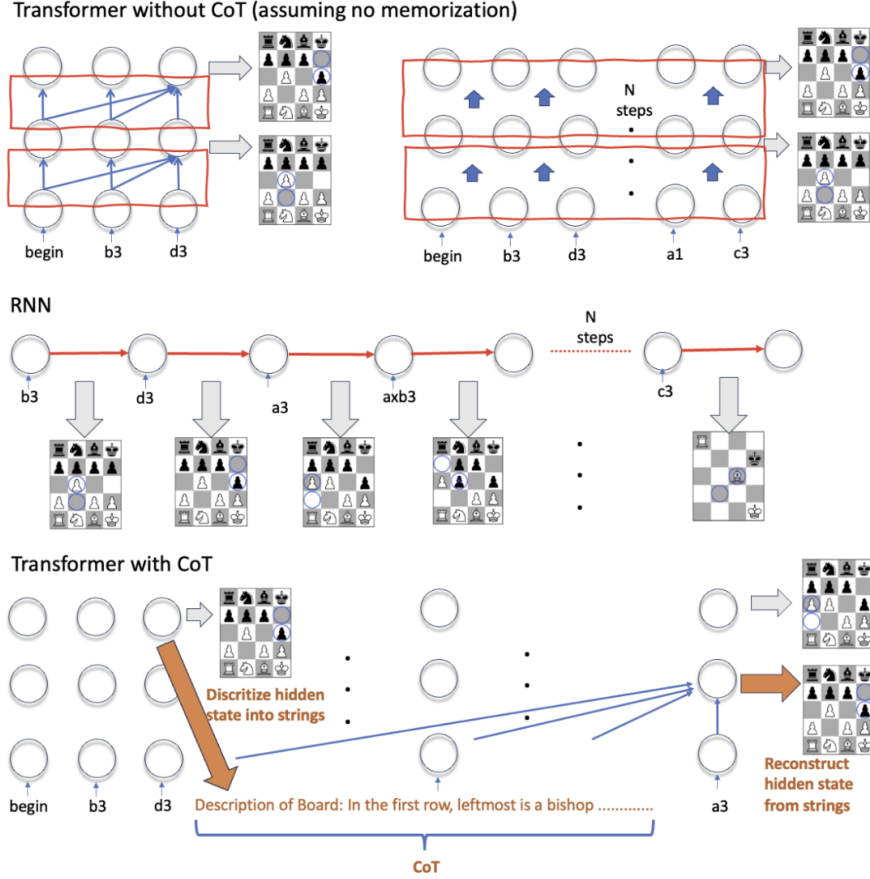 Transformer without CoT (assuming no memorization)
N
steps
begin b3 d3
begin b3 d3 a1 c3
RNN
N
steps
b3 d3 a3 axb3 c3
Transformer with CoT
Discritize hidden
state into strings
Reconstruct
hidden state
from strings
begin b3 d3 a3
Description of Board: In the first row, leftmost is a bishop .............
CoT